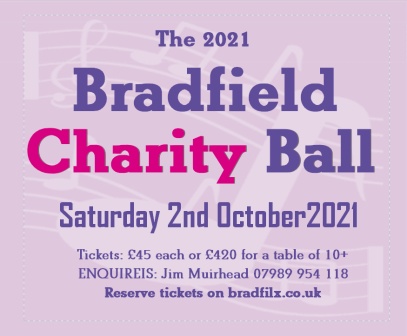 The 2021
Bradfield
Charity Ball
Saturday 2nd October2021
Tickets: £45 each or £420 for a table of 10+
ENQUIREIS: Jim Muirhead 07989 954 118
Reserve tickets on bradfilx.co.uk